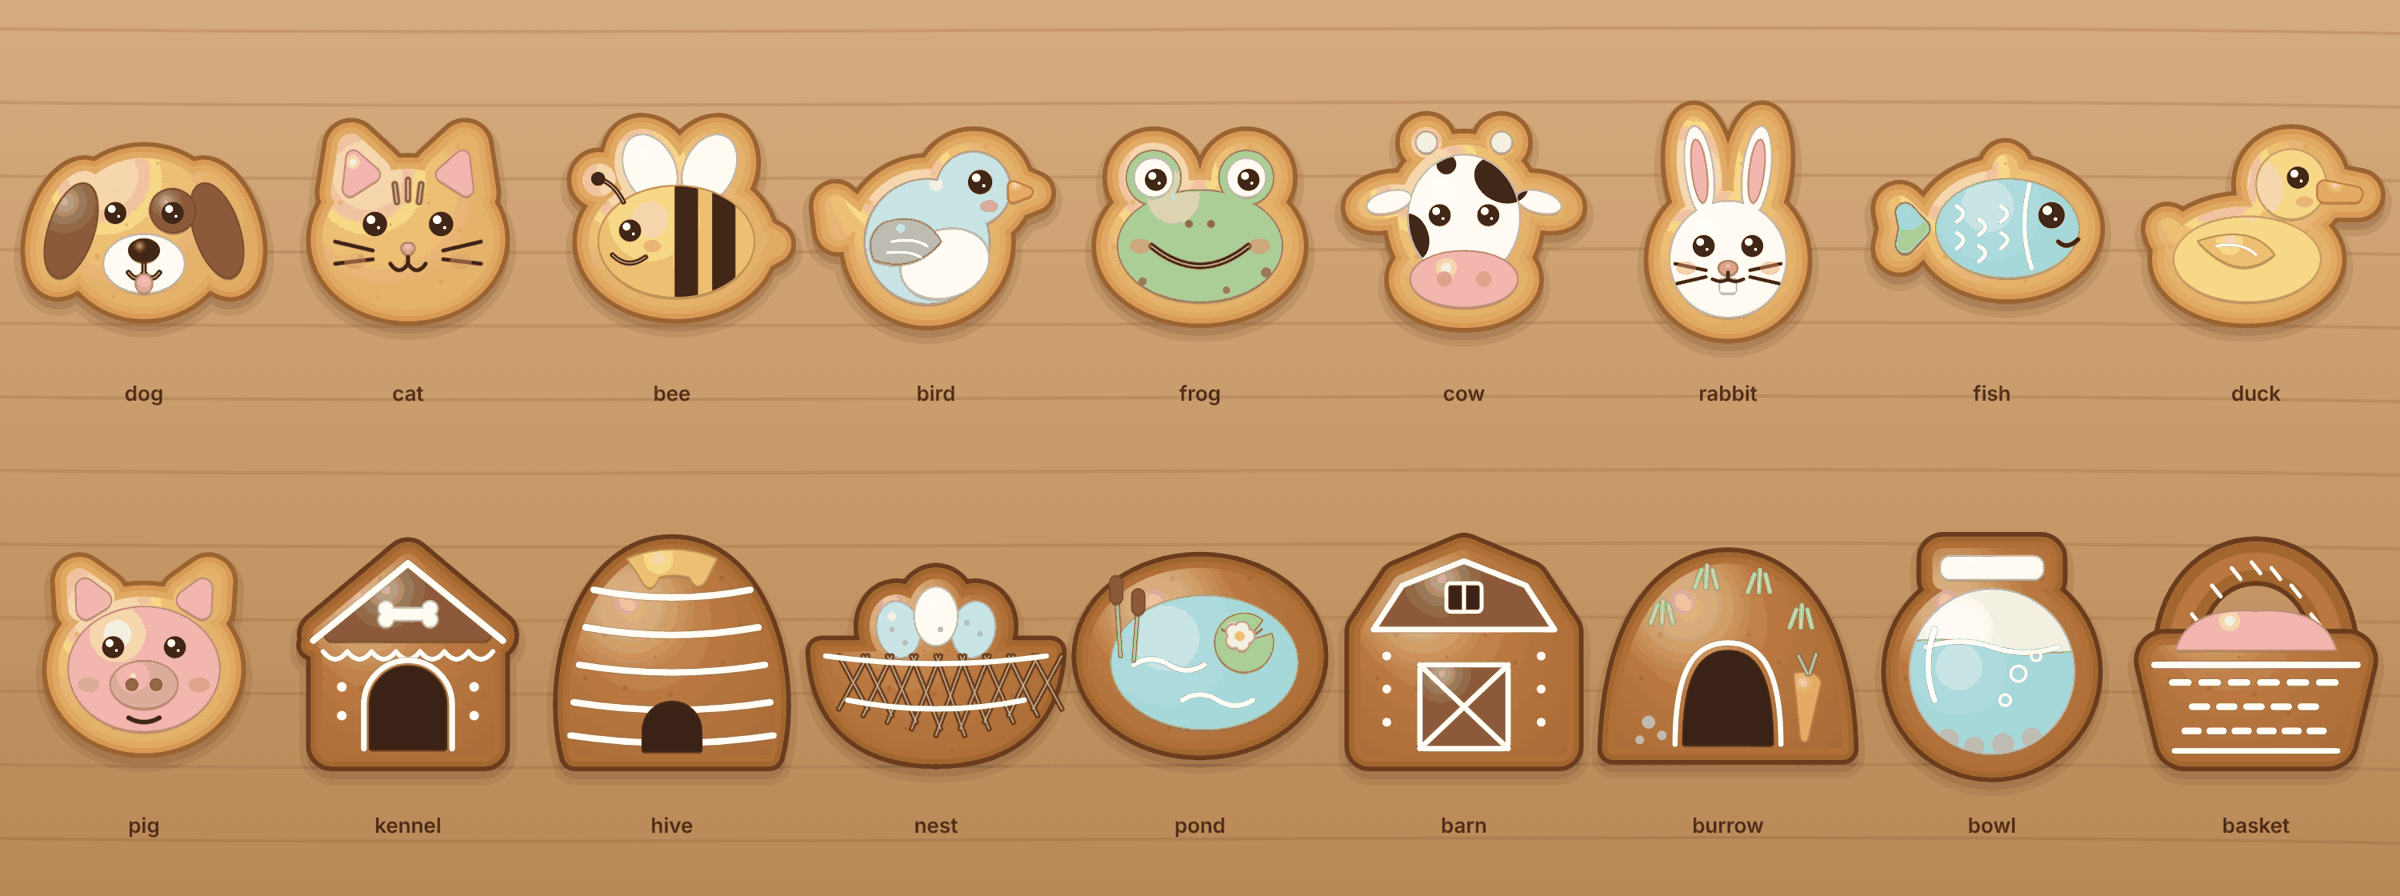 dog cat bee bird frog cow rabbit fish duck
pig kennel hive nest pond barn burrow bowl basket